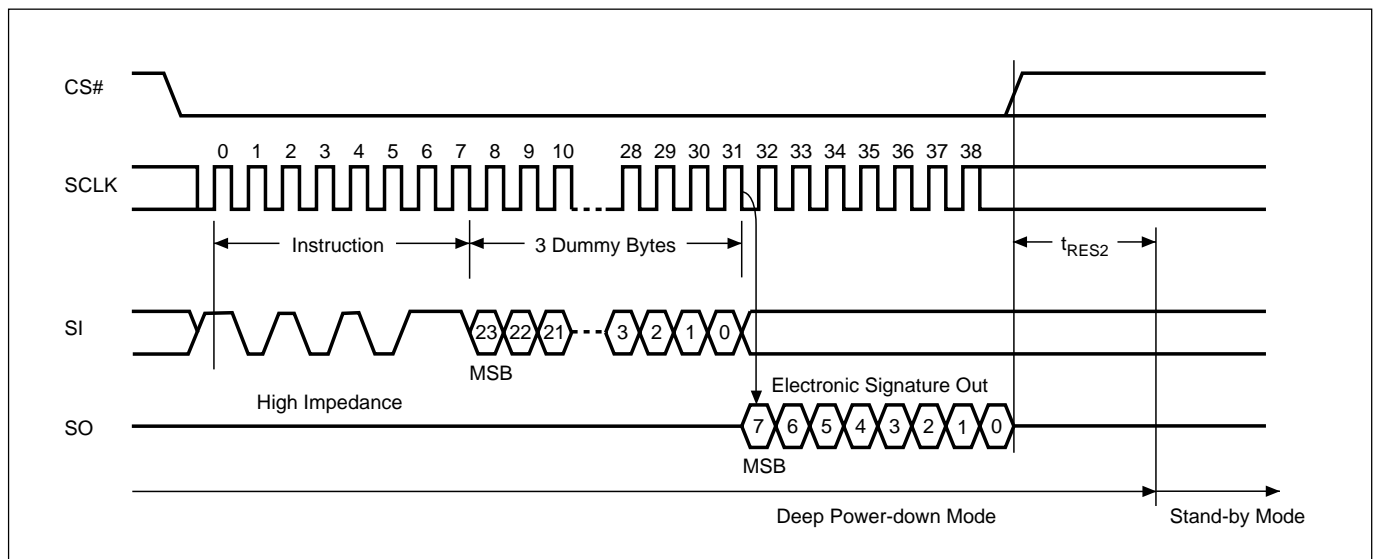 CS#
0 1 2 3 4 5 6 7 8 9 10 28 29 30 31 32 33 34 35 36 37 38
SCLK
Instruction 3 Dummy Bytes tRES2
SI
23 22 21 3 2 1 0
MSB
High Impedance Electronic Signature Out
SO
7 6 5 4 3 2 1 0
MSB
Deep Power-down Mode Stand-by Mode